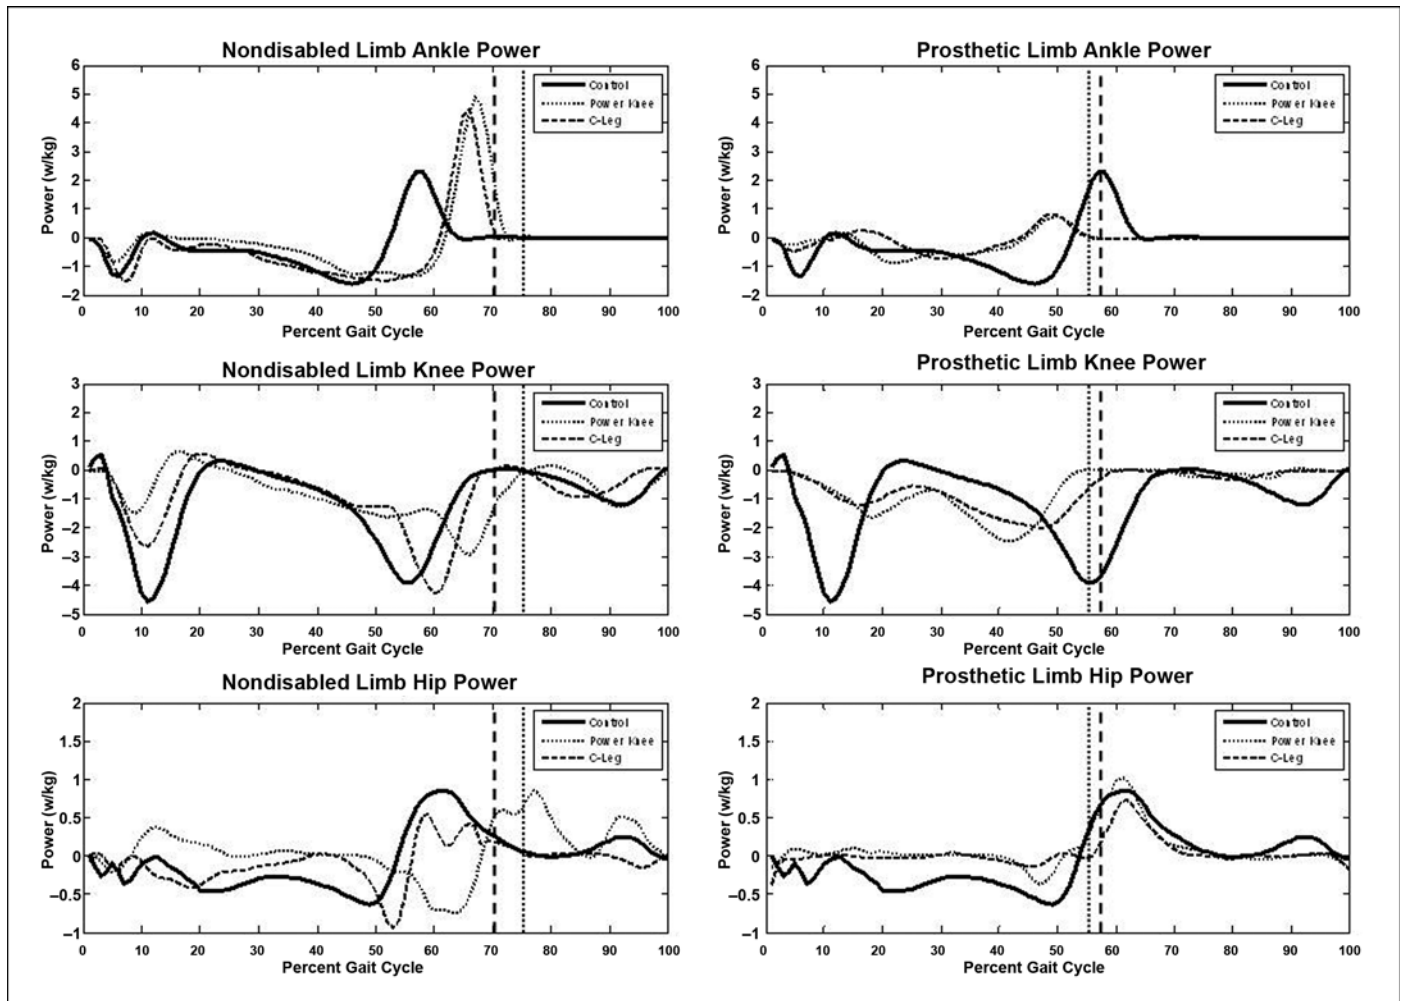 Nondisabled Limb Ankle Power
6
5
4
3
2
1
0
–1
–2
Power (w/kg)
Control
Power Knee
C-Leg
0 10 20 30 40 50 60 70 80 90 100
Percent Gait Cycle
Prosthetic Limb Ankle Power
6
5
4
3
2
1
0
–1
–2
Power (w/kg)
Control
Power Knee
C-Leg
0 10 20 30 40 50 60 70 80 90 100
Percent Gait Cycle
Nondisabled Limb Knee Power
3
2
1
0
–1
–2
–3
–4
–5
Power (w/kg)
Control
Power Knee
C-Leg
0 10 20 30 40 50 60 70 80 90 100
Percent Gait Cycle
Prosthetic Limb Knee Power
3
2
1
0
–1
–2
–3
–4
–5
Power (w/kg)
Control
Power Knee
C-Leg
0 10 20 30 40 50 60 70 80 90 100
Percent Gait Cycle
Nondisabled Limb Hip Power
2
1.5
1
0.5
0
–0.5
–1
Power (w/kg)
Control
Power Knee
C-Leg
0 10 20 30 40 50 60 70 80 90 100
Percent Gait Cycle
Prosthetic Limb Hip Power
2
1.5
1
0.5
0
–0.5
–1
Power (w/kg)
Control
Power Knee
C-Leg
0 10 20 30 40 50 60 70 80 90 100
Percent Gait Cycle